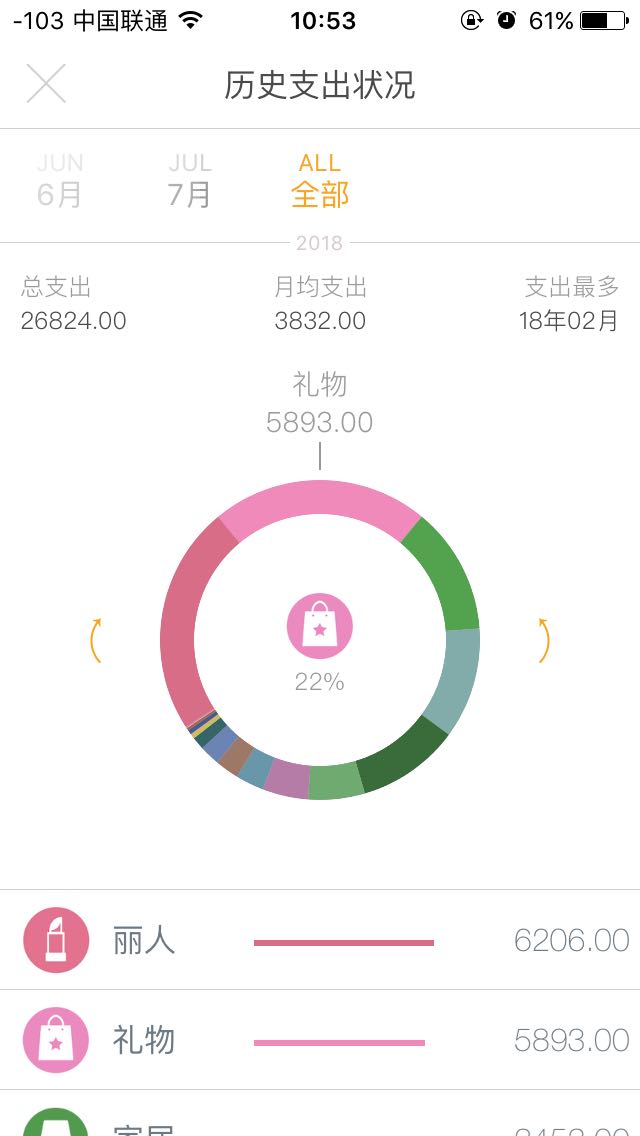 -103 中国联通 10:53 61%
历史支出状况
JUN JUL ALL
6月 7月 全部
2018
总支出 月均支出 支出最多
26824.00 3832.00 18年02月
礼物
5893.00
22%
丽人 6206.00
礼物 5893.00